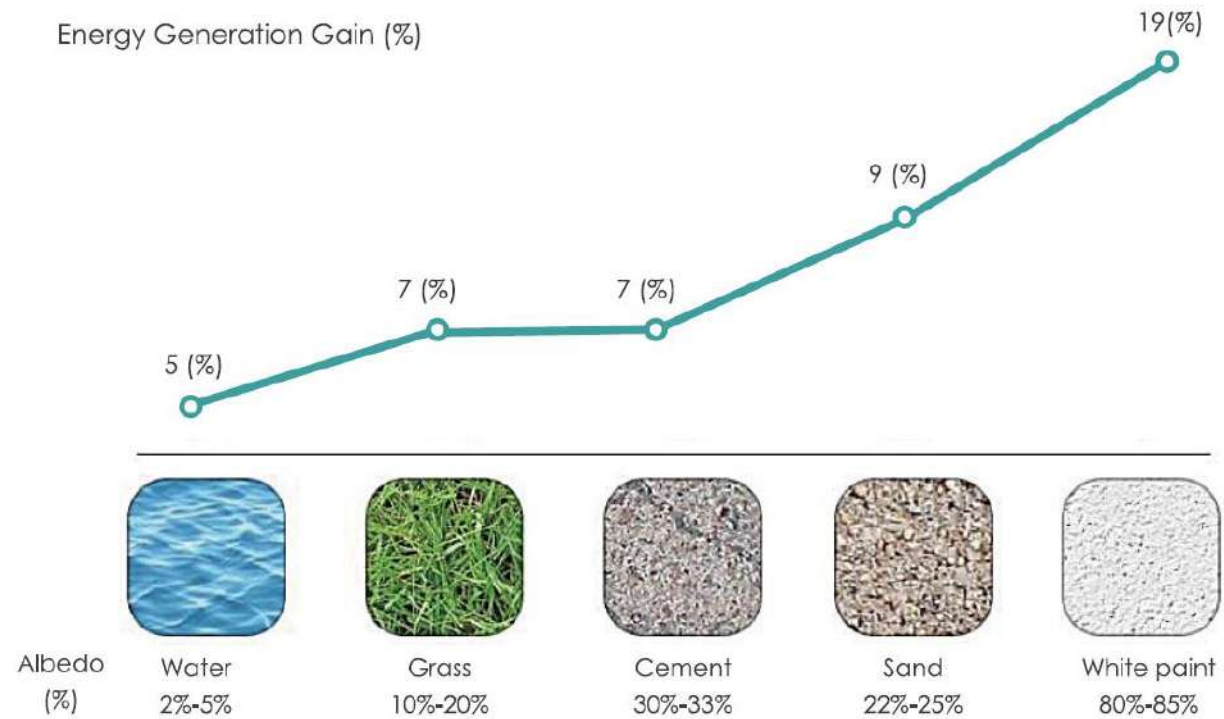 Energy Generation Gain (%)
19(%)
9 (%)
7 (%)
7 (%)
5 (%)
Albedo (%)
Water
2%-5%
Grass
10%-20%
Cement
30%-33%
Sand
22%-25%
White paint
80%-85%